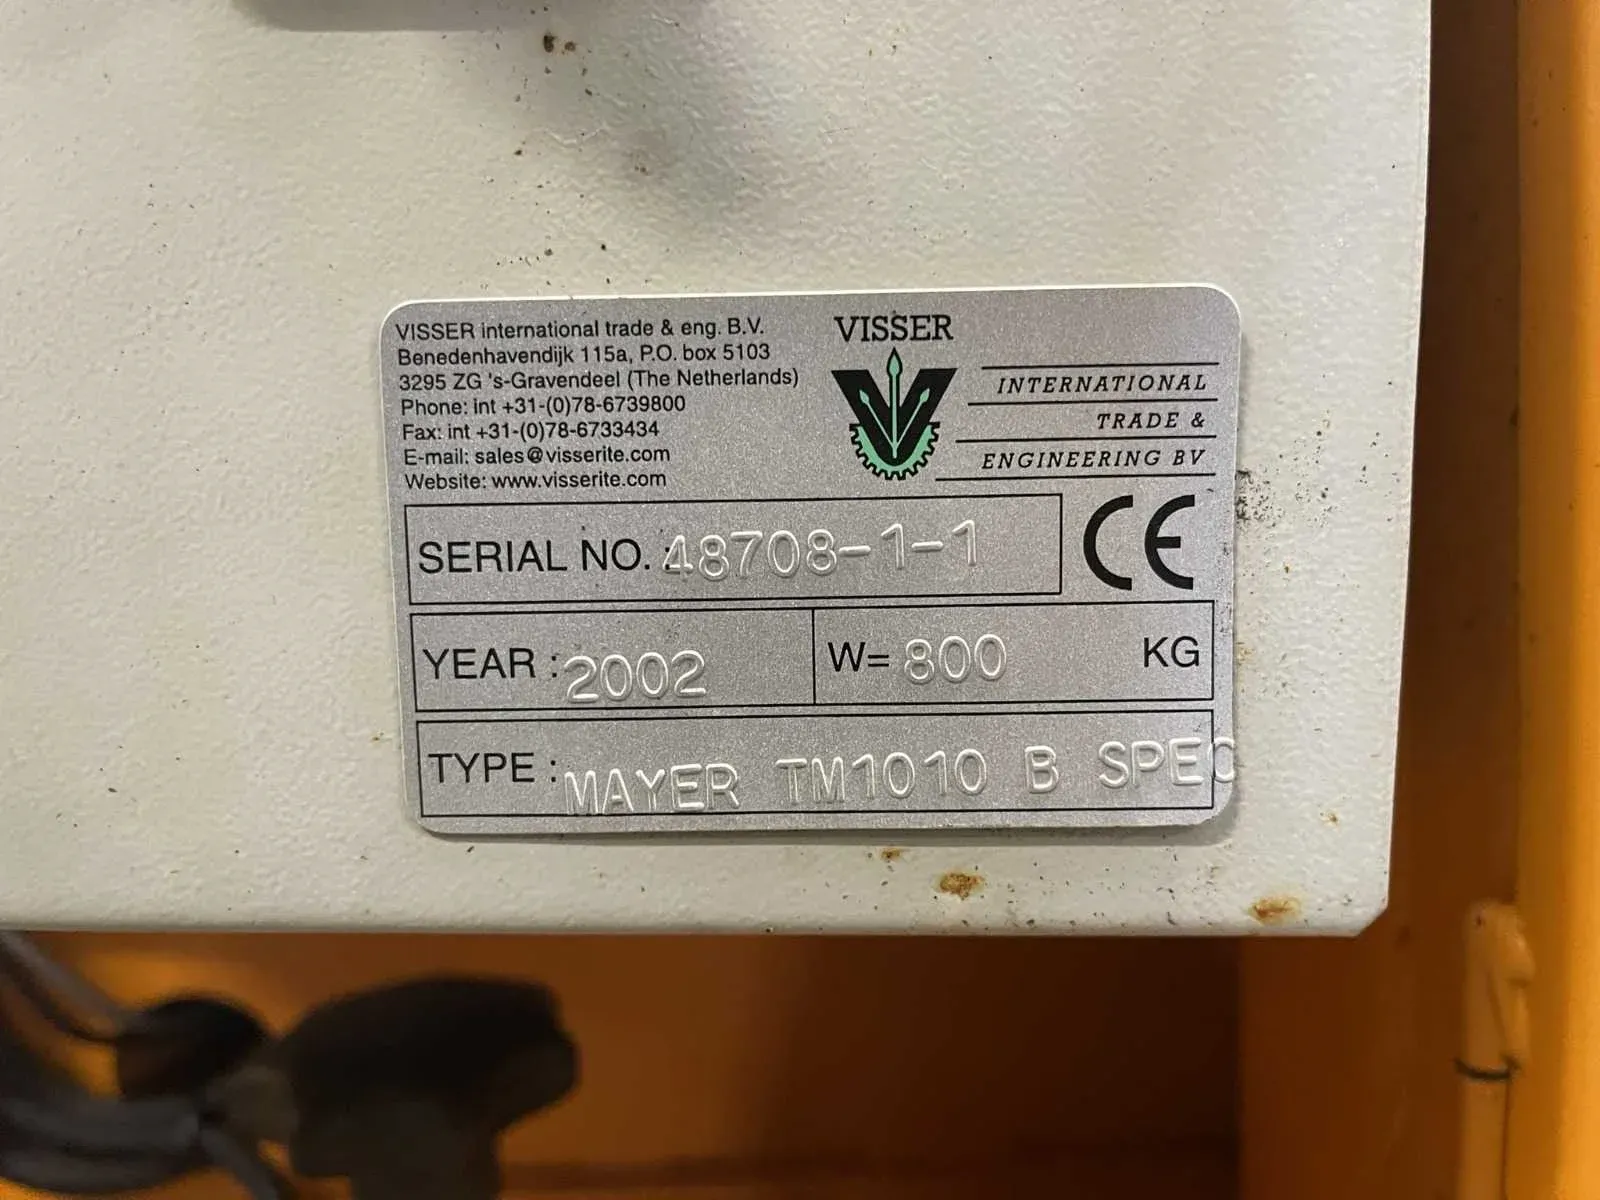 VISSER international trade & eng. B.V.
Benedenhavendijk 115a, P.O. box 5103
3295 ZG 's-Gravendeel (The Netherlands)
Phone: int +31-(0)78-6739800
Fax: int +31-(0)78-6733434
E-mail: sales@visserite.com
Website: www.visserite.com
VISSER
INTERNATIONAL
TRADE &
ENGINEERING BV
SERIAL NO. : 48708-1-1
CE
YEAR : 2002
W= 800 KG
TYPE : MAYER TM1010 B SPEC